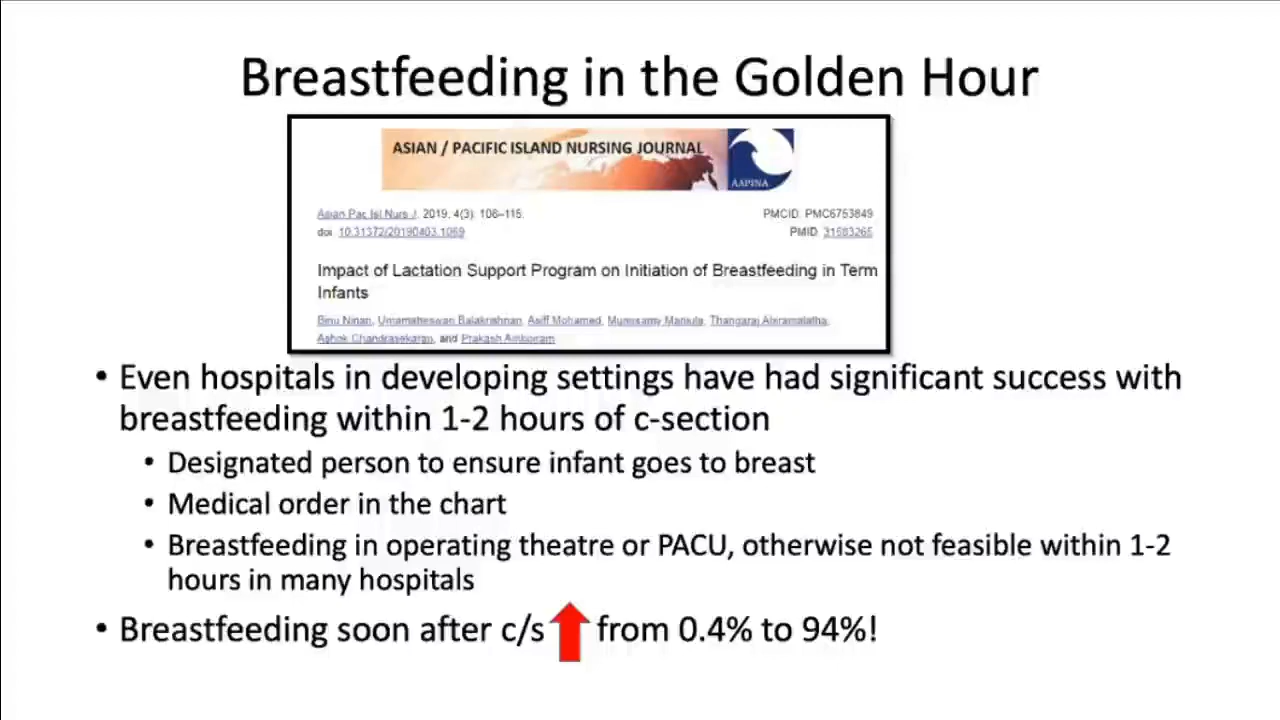 Breastfeeding in the Golden Hour
ASIAN / PACIFIC ISLAND NURSING JOURNAL
AAPINA
Asian Pac Isl Nurs J. 2019; 4(3): 106–115.
PMCID: PMC6753849
doi: 10.31372/20190403.1069
PMID: 31583265
Impact of Lactation Support Program on Initiation of Breastfeeding in Term
Infants
Binu Ninan, Umamaheswari Balakrishnan, Asiff Mohamed, Murusamy Manjula, Thangaraj Abiramalatha,
Ashok Chandrasekaran, and Prakash Amboiram
• Even hospitals in developing settings have had significant success with
breastfeeding within 1-2 hours of c-section
• Designated person to ensure infant goes to breast
• Medical order in the chart
• Breastfeeding in operating theatre or PACU, otherwise not feasible within 1-2
hours in many hospitals
• Breastfeeding soon after c/s from 0.4% to 94%!